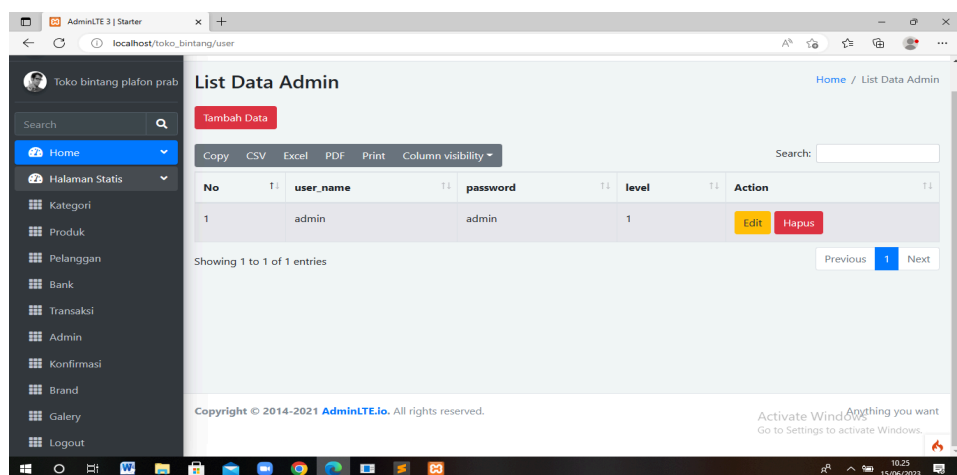 AdminLTE 3 | Starter
localhost/toko_bintang/user
Toko bintang plafon prab
List Data Admin
Home / List Data Admin
Tambah Data
Search
Home
Copy CSV Excel PDF Print Column visibility
Search:
Halaman Statis
No user_name password level Action
Kategori
1 admin admin 1 Edit Hapus
Produk
Pelanggan
Showing 1 to 1 of 1 entries
Previous 1 Next
Bank
Transaksi
Admin
Konfirmasi
Brand
Galery
Copyright © 2014-2021 AdminLTE.io. All rights reserved.
Anything you want
Activate Windows
Go to Settings to activate Windows.
Logout
10.25
15/06/2023